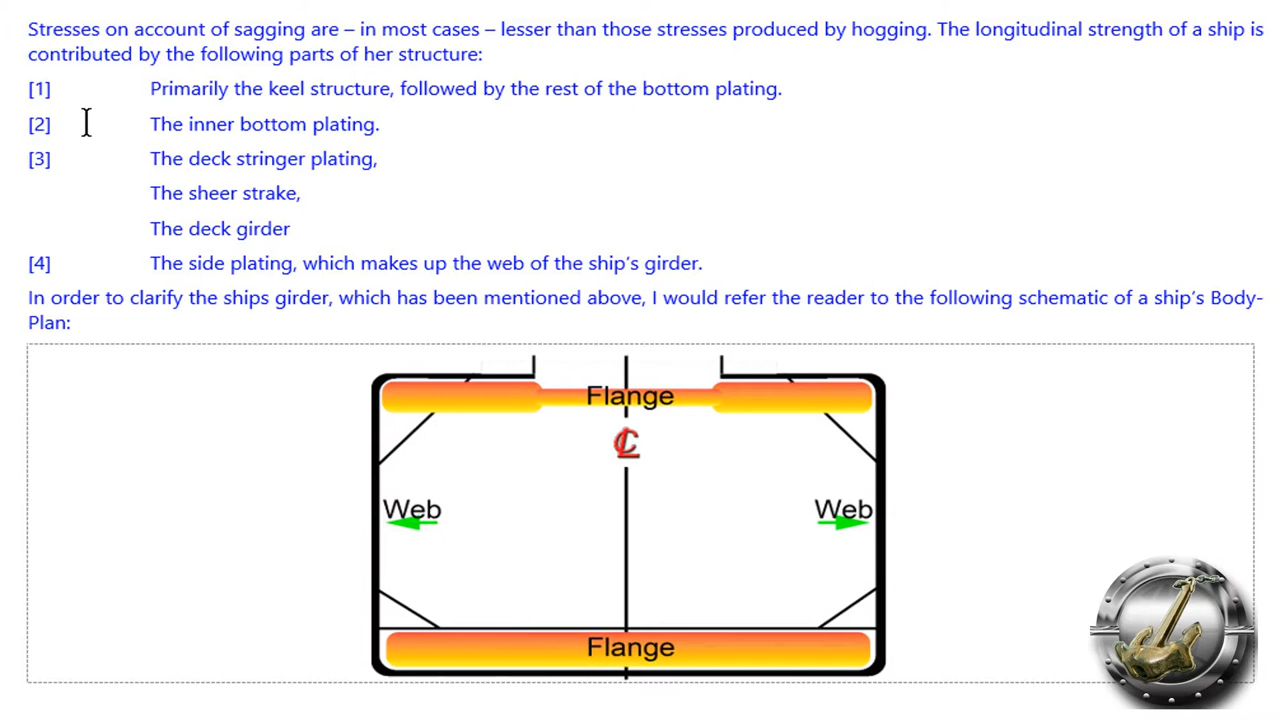 Stresses on account of sagging are – in most cases – lesser than those stresses produced by hogging. The longitudinal strength of a ship is
contributed by the following parts of her structure:
[1] Primarily the keel structure, followed by the rest of the bottom plating.
[2] The inner bottom plating.
[3] The deck stringer plating,
The sheer strake,
The deck girder
[4] The side plating, which makes up the web of the ship's girder.
In order to clarify the ships girder, which has been mentioned above, I would refer the reader to the following schematic of a ship's Body-
Plan:
Flange
℄
Web Web
Flange